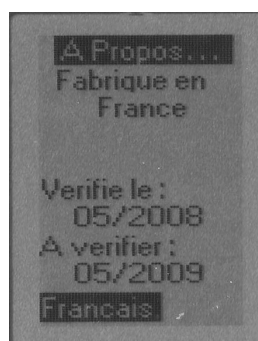 A Propos...
Fabrique en
France
Verifie le :
05/2008
A verifier :
05/2009
Francais